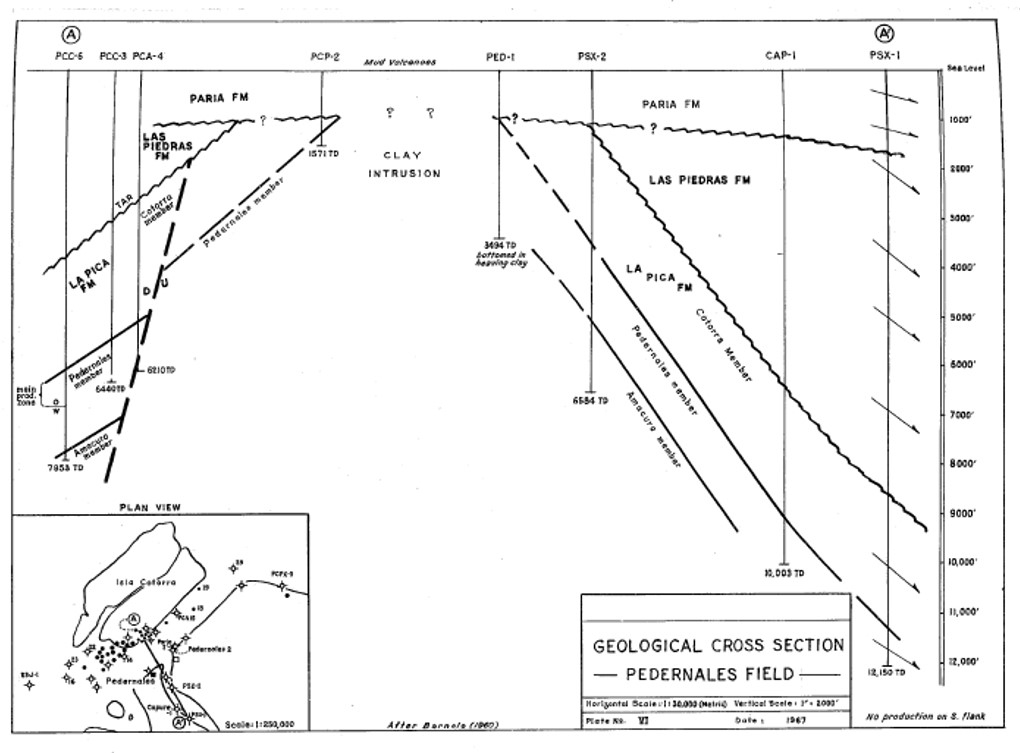 A A'
PCC-6 PCC-3 PCA-4 PCP-2 Mud Volcanoes PED-1 PSX-2 CAP-1 PSX-1
Sea Level
PARIA FM
PARIA FM
? ? ? ? ?
1000'
LAS
PIEDRAS
FM
1571 TD
CLAY
INTRUSION
2000'
LAS PIEDRAS FM
TAR
Cotorra
member
Pedernales member
3000'
3494 TD
bottomed in
heaving clay
LA PICA
FM
D U
LA
PICA
FM
4000'
5000'
Cotorra Member
Pedernales member
Pedernales
member
6210 TD
6440 TD
6000'
main
prod.
zone
O
W
6584 TD
Amacuro member
7000'
Amacuro
member
7953 TD
8000'
9000'
10,000'
10,003 TD
11,000'
12,000'
12,150 TD
PLAN VIEW
Isla Cotorra
A
Pedernales 2
Pedernales
PSX-2
Capure
A'
Scale: 1:250,000
After Barnola (1960)
GEOLOGICAL CROSS SECTION
PEDERNALES FIELD
Horizontal Scale: 1:30,000 (Metric) Vertical Scale: 1" = 2000'
Plate No. VI Date: 1967
No production on S. flank